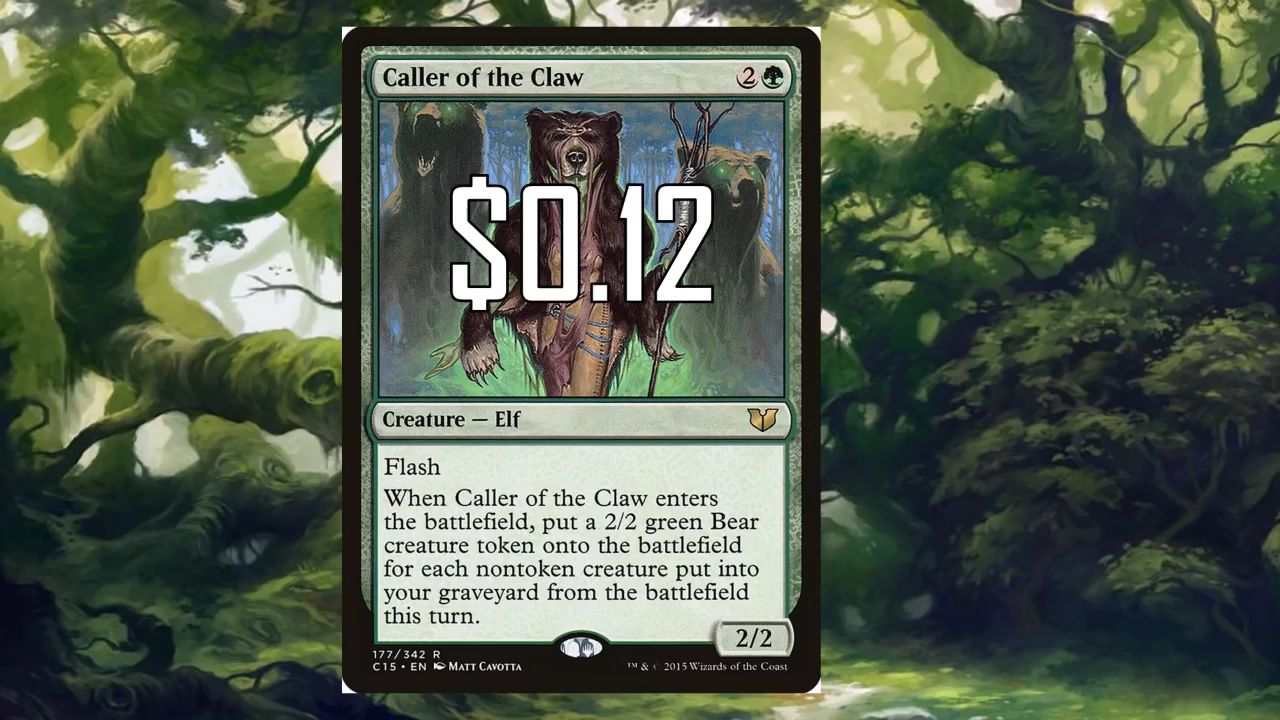 Caller of the Claw 2
$0.12
Creature — Elf
Flash
When Caller of the Claw enters
the battlefield, put a 2/2 green Bear
creature token onto the battlefield
for each nontoken creature put into
your graveyard from the battlefield
this turn.
2/2
177/342 R
C15 • EN Matt Cavotta
™ & © 2015 Wizards of the Coast